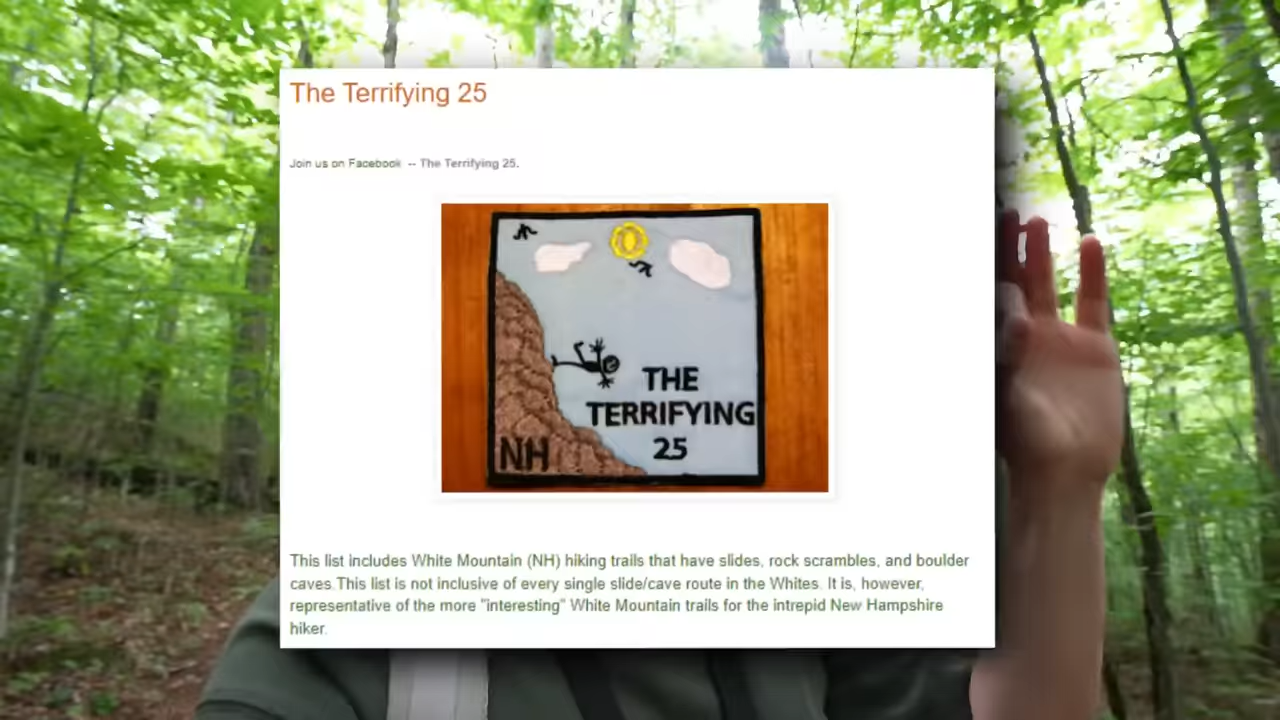 The Terrifying 25
Join us on Facebook -- The Terrifying 25.
THE
TERRIFYING
25
NH
This list includes White Mountain (NH) hiking trails that have slides, rock scrambles, and boulder
caves.This list is not inclusive of every single slide/cave route in the Whites. It is, however,
representative of the more "interesting" White Mountain trails for the intrepid New Hampshire
hiker.